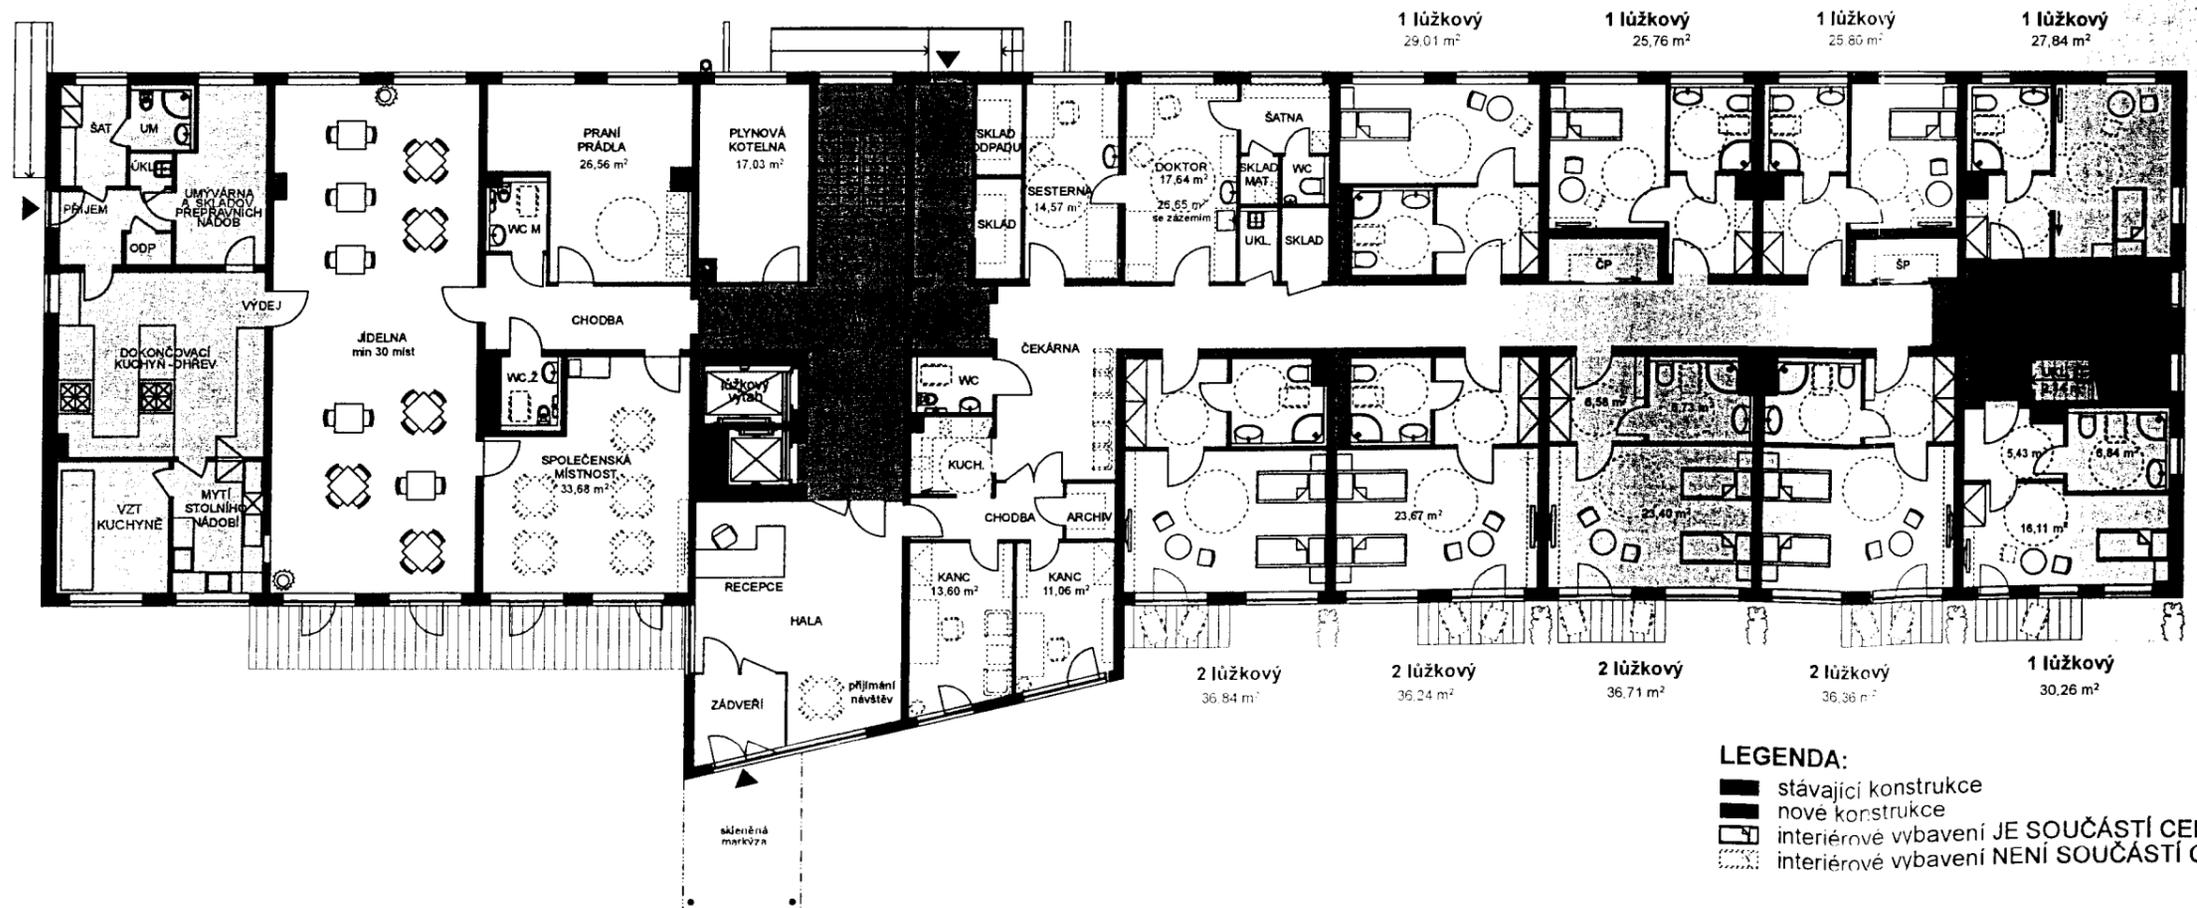 1 lůžkový
29,01 m²
1 lůžkový
25,76 m²
1 lůžkový
25,80 m²
1 lůžkový
27,84 m²
ŠAT
UM
ÚKL
PŘÍJEM
ODP
UMÝVÁRNA
A SKLADOV
PŘEPRAVNÍCH
NÁDOB
VÝDEJ
DOKONČOVACÍ
KUCHYŇ -OHŘEV
VZT
KUCHYNĚ
MYTÍ
STOLNÍHO
NÁDOBÍ
JÍDELNA
min 30 míst
PRANÍ
PRÁDLA
26,56 m²
WC M
CHODBA
WC Ž
SPOLEČENSKÁ
MÍSTNOST
33,68 m²
PLYNOVÁ
KOTELNA
17,03 m²
lůžkový
výtah
SKLAD
ODPADU
SKLAD
SESTERNA
14,57 m²
DOKTOR
17,64 m²
26,65 m²
se zázemím
ŠATNA
SKLAD
MAT.
WC
UKL.
SKLAD
ČEKÁRNA
WC
KUCH.
CHODBA
ARCHIV
RECEPCE
HALA
KANC
13,60 m²
KANC
11,06 m²
ZÁDVEŘÍ
přijímání
návštěv
skleněná
markýza
ČP
ŠP
23,67 m²
6,58 m²
6,73 m²
23,40 m²
5,43 m²
6,84 m²
16,11 m²
2 lůžkový
36,84 m²
2 lůžkový
36,24 m²
2 lůžkový
36,71 m²
2 lůžkový
36,36 m²
1 lůžkový
30,26 m²
LEGENDA:
stávající konstrukce
nové konstrukce
interiérové vybavení JE SOUČÁSTÍ
interiérové vybavení NENÍ SOUČÁSTÍ